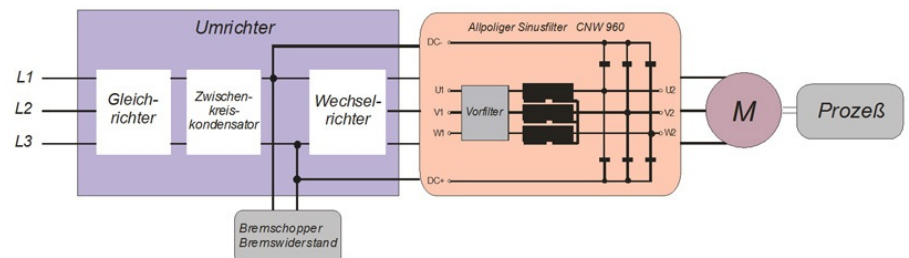 Umrichter
Allpoliger Sinusfilter CNW 960
L1
L2
L3
Gleich-
richter
Zwischen-
kreis-
kondensator
Wechsel-
richter
DC-
U1
V1
W1
DC+
Vorfilter
U2
V2
W2
M
Prozeß
Bremschopper
Bremswiderstand